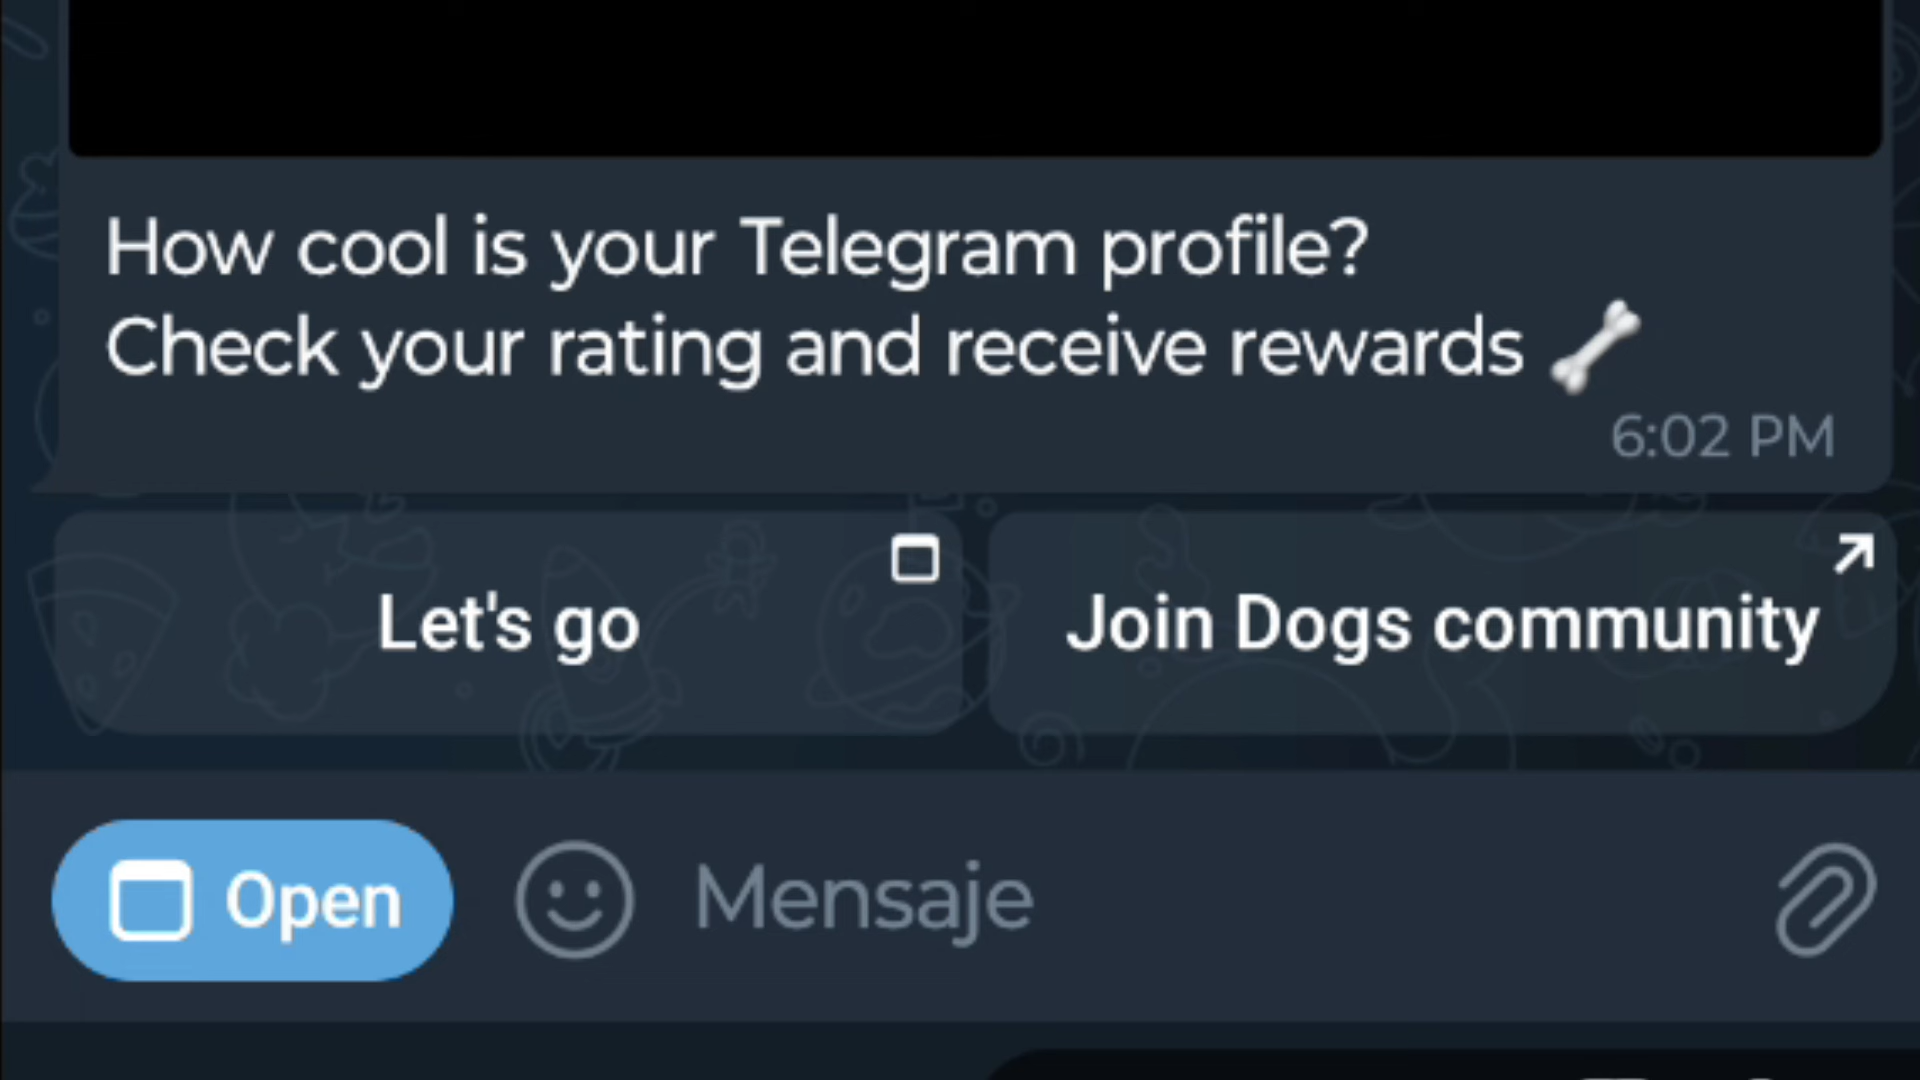 How cool is your Telegram profile?
Check your rating and receive rewards 🦴
6:02 PM
Let's go
Join Dogs community
Open
Mensaje